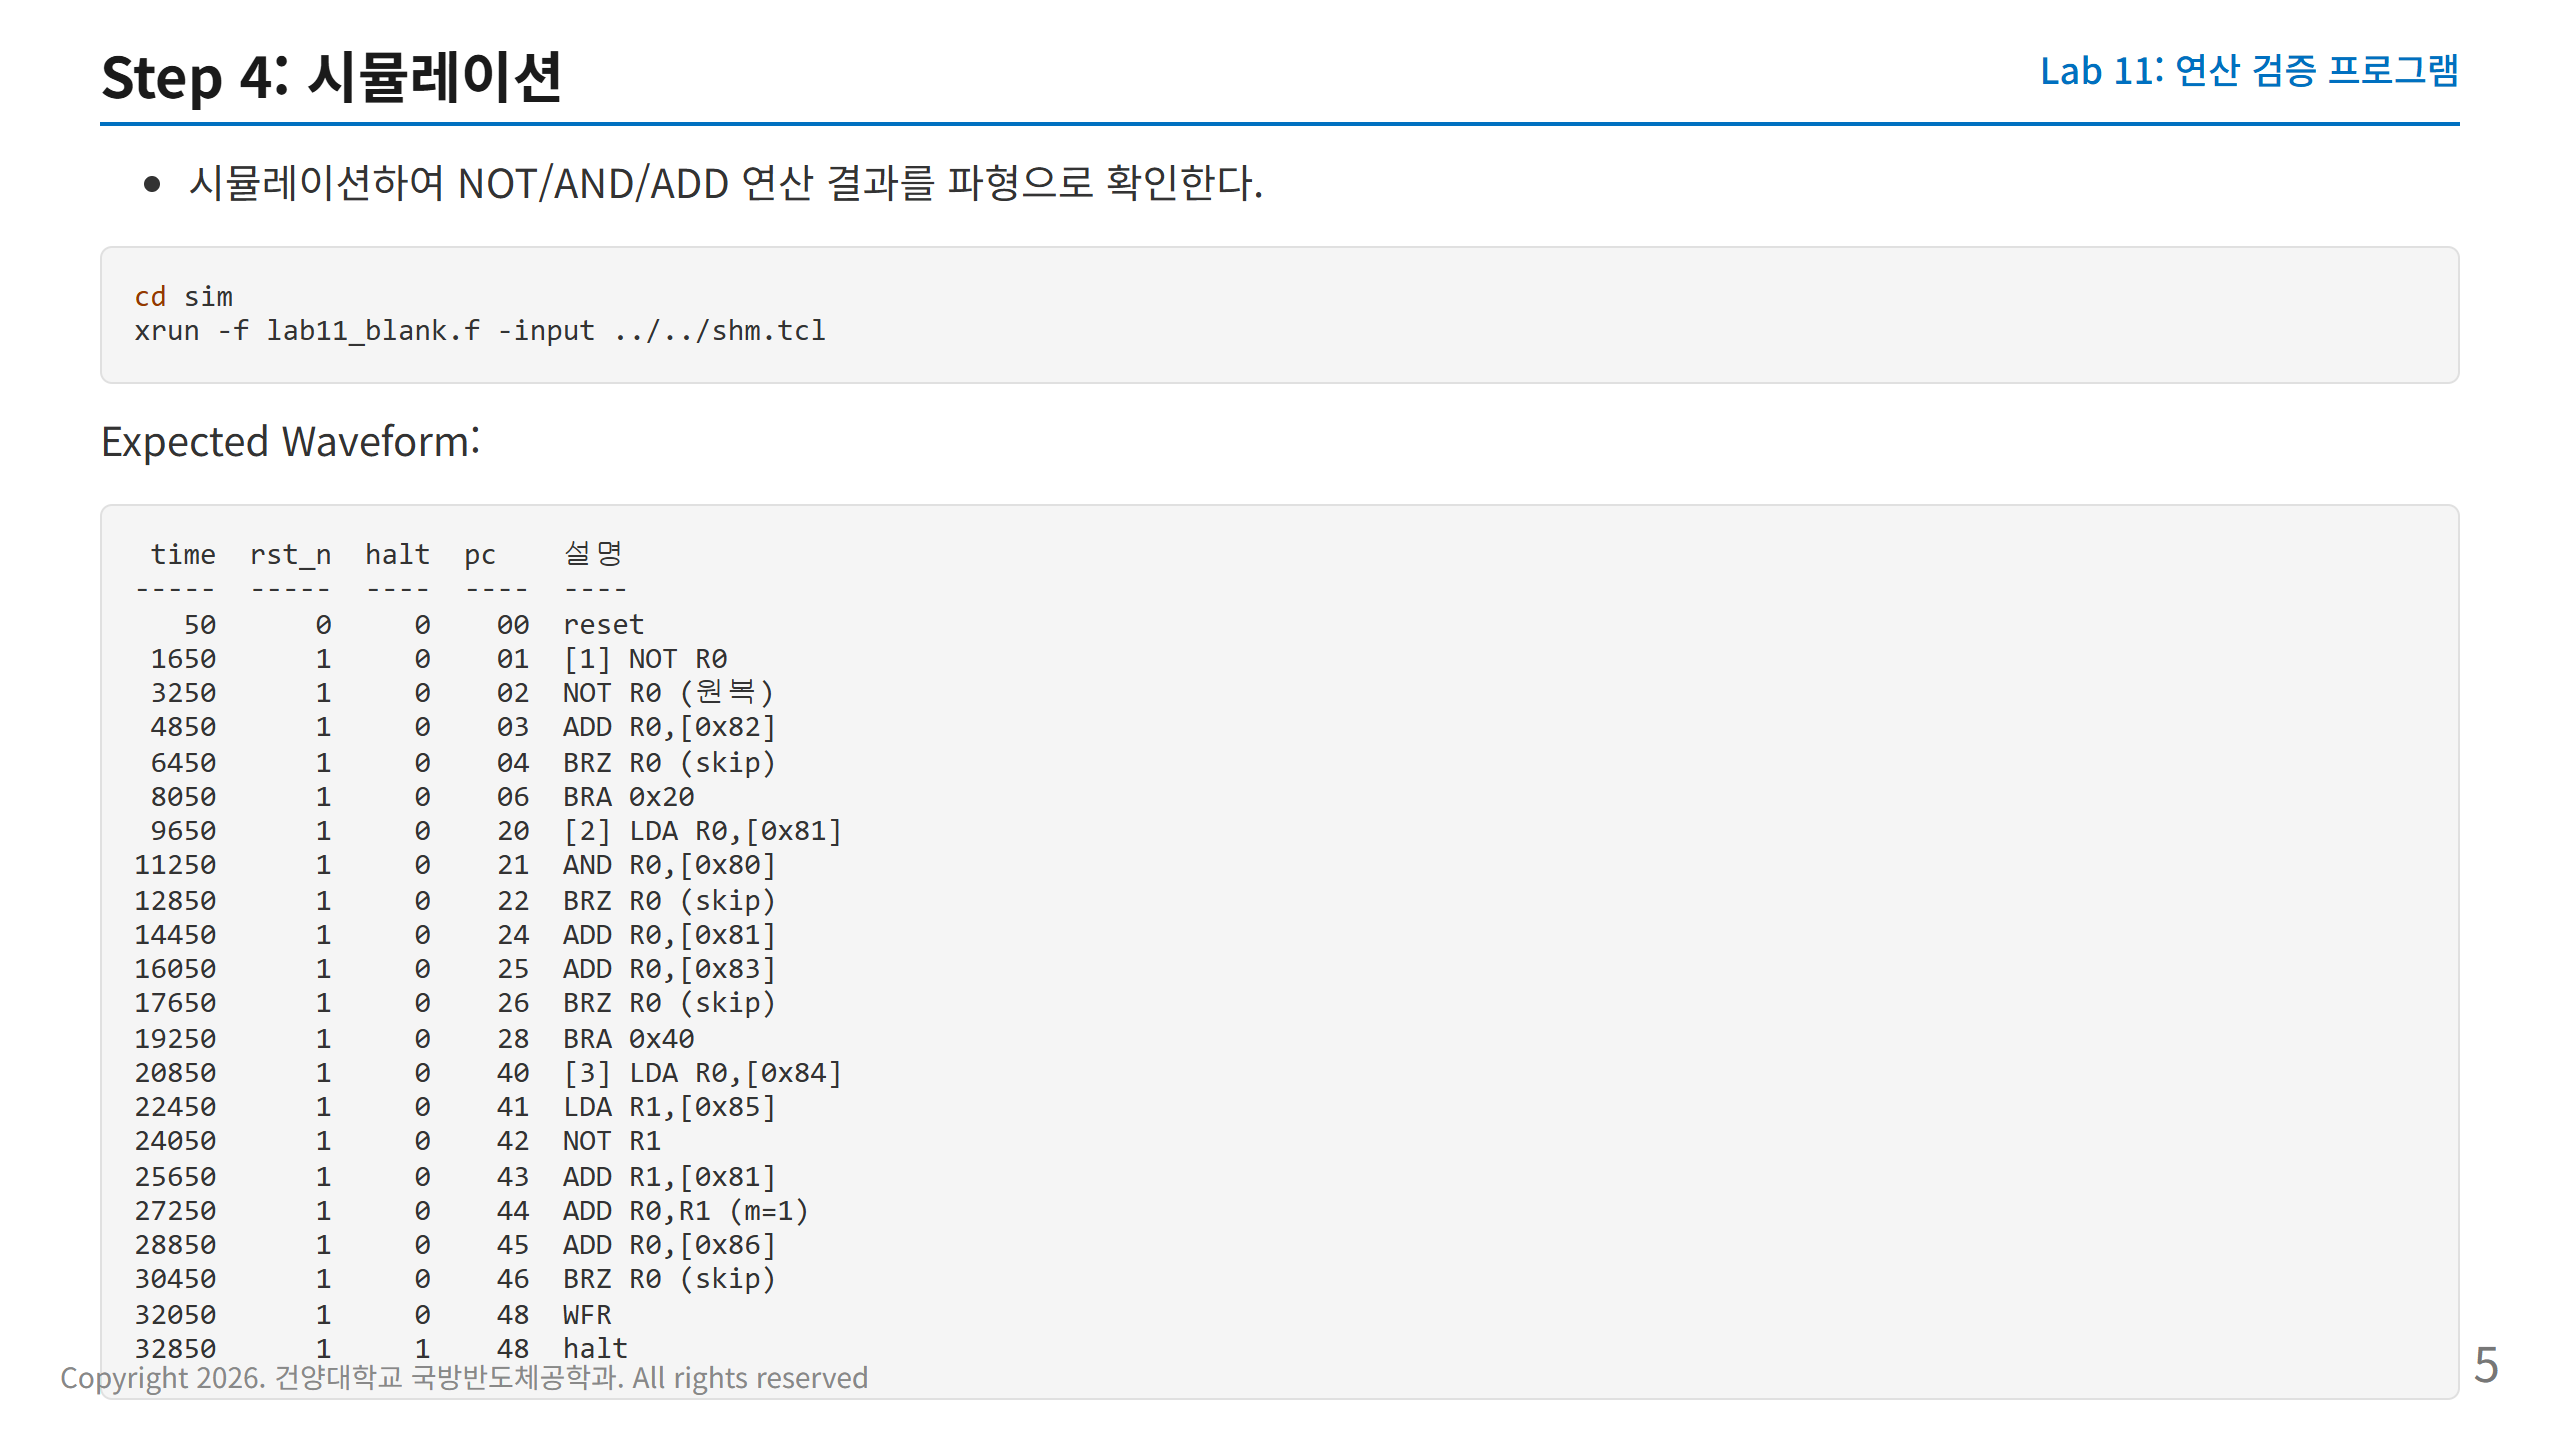 Step 4: 시뮬레이션
Lab 11: 연산 검증 프로그램
● 시뮬레이션하여 NOT/AND/ADD 연산 결과를 파형으로 확인한다.
cd sim
xrun -f lab11_blank.f -input ../../shm.tcl
Expected Waveform:
 time  rst_n  halt  pc    설명
-----  -----  ----  ----  ----
   50      0     0    00  reset
 1650      1     0    01  [1] NOT R0
 3250      1     0    02  NOT R0 (원복)
 4850      1     0    03  ADD R0,[0x82]
 6450      1     0    04  BRZ R0 (skip)
 8050      1     0    06  BRA 0x20
 9650      1     0    20  [2] LDA R0,[0x81]
11250      1     0    21  AND R0,[0x80]
12850      1     0    22  BRZ R0 (skip)
14450      1     0    24  ADD R0,[0x81]
16050      1     0    25  ADD R0,[0x83]
17650      1     0    26  BRZ R0 (skip)
19250      1     0    28  BRA 0x40
20850      1     0    40  [3] LDA R0,[0x84]
22450      1     0    41  LDA R1,[0x85]
24050      1     0    42  NOT R1
25650      1     0    43  ADD R1,[0x81]
27250      1     0    44  ADD R0,R1 (m=1)
28850      1     0    45  ADD R0,[0x86]
30450      1     0    46  BRZ R0 (skip)
32050      1     0    48  WFR
32850      1     1    48  halt
Copyright 2026. 건양대학교 국방반도체공학과. All rights reserved
5